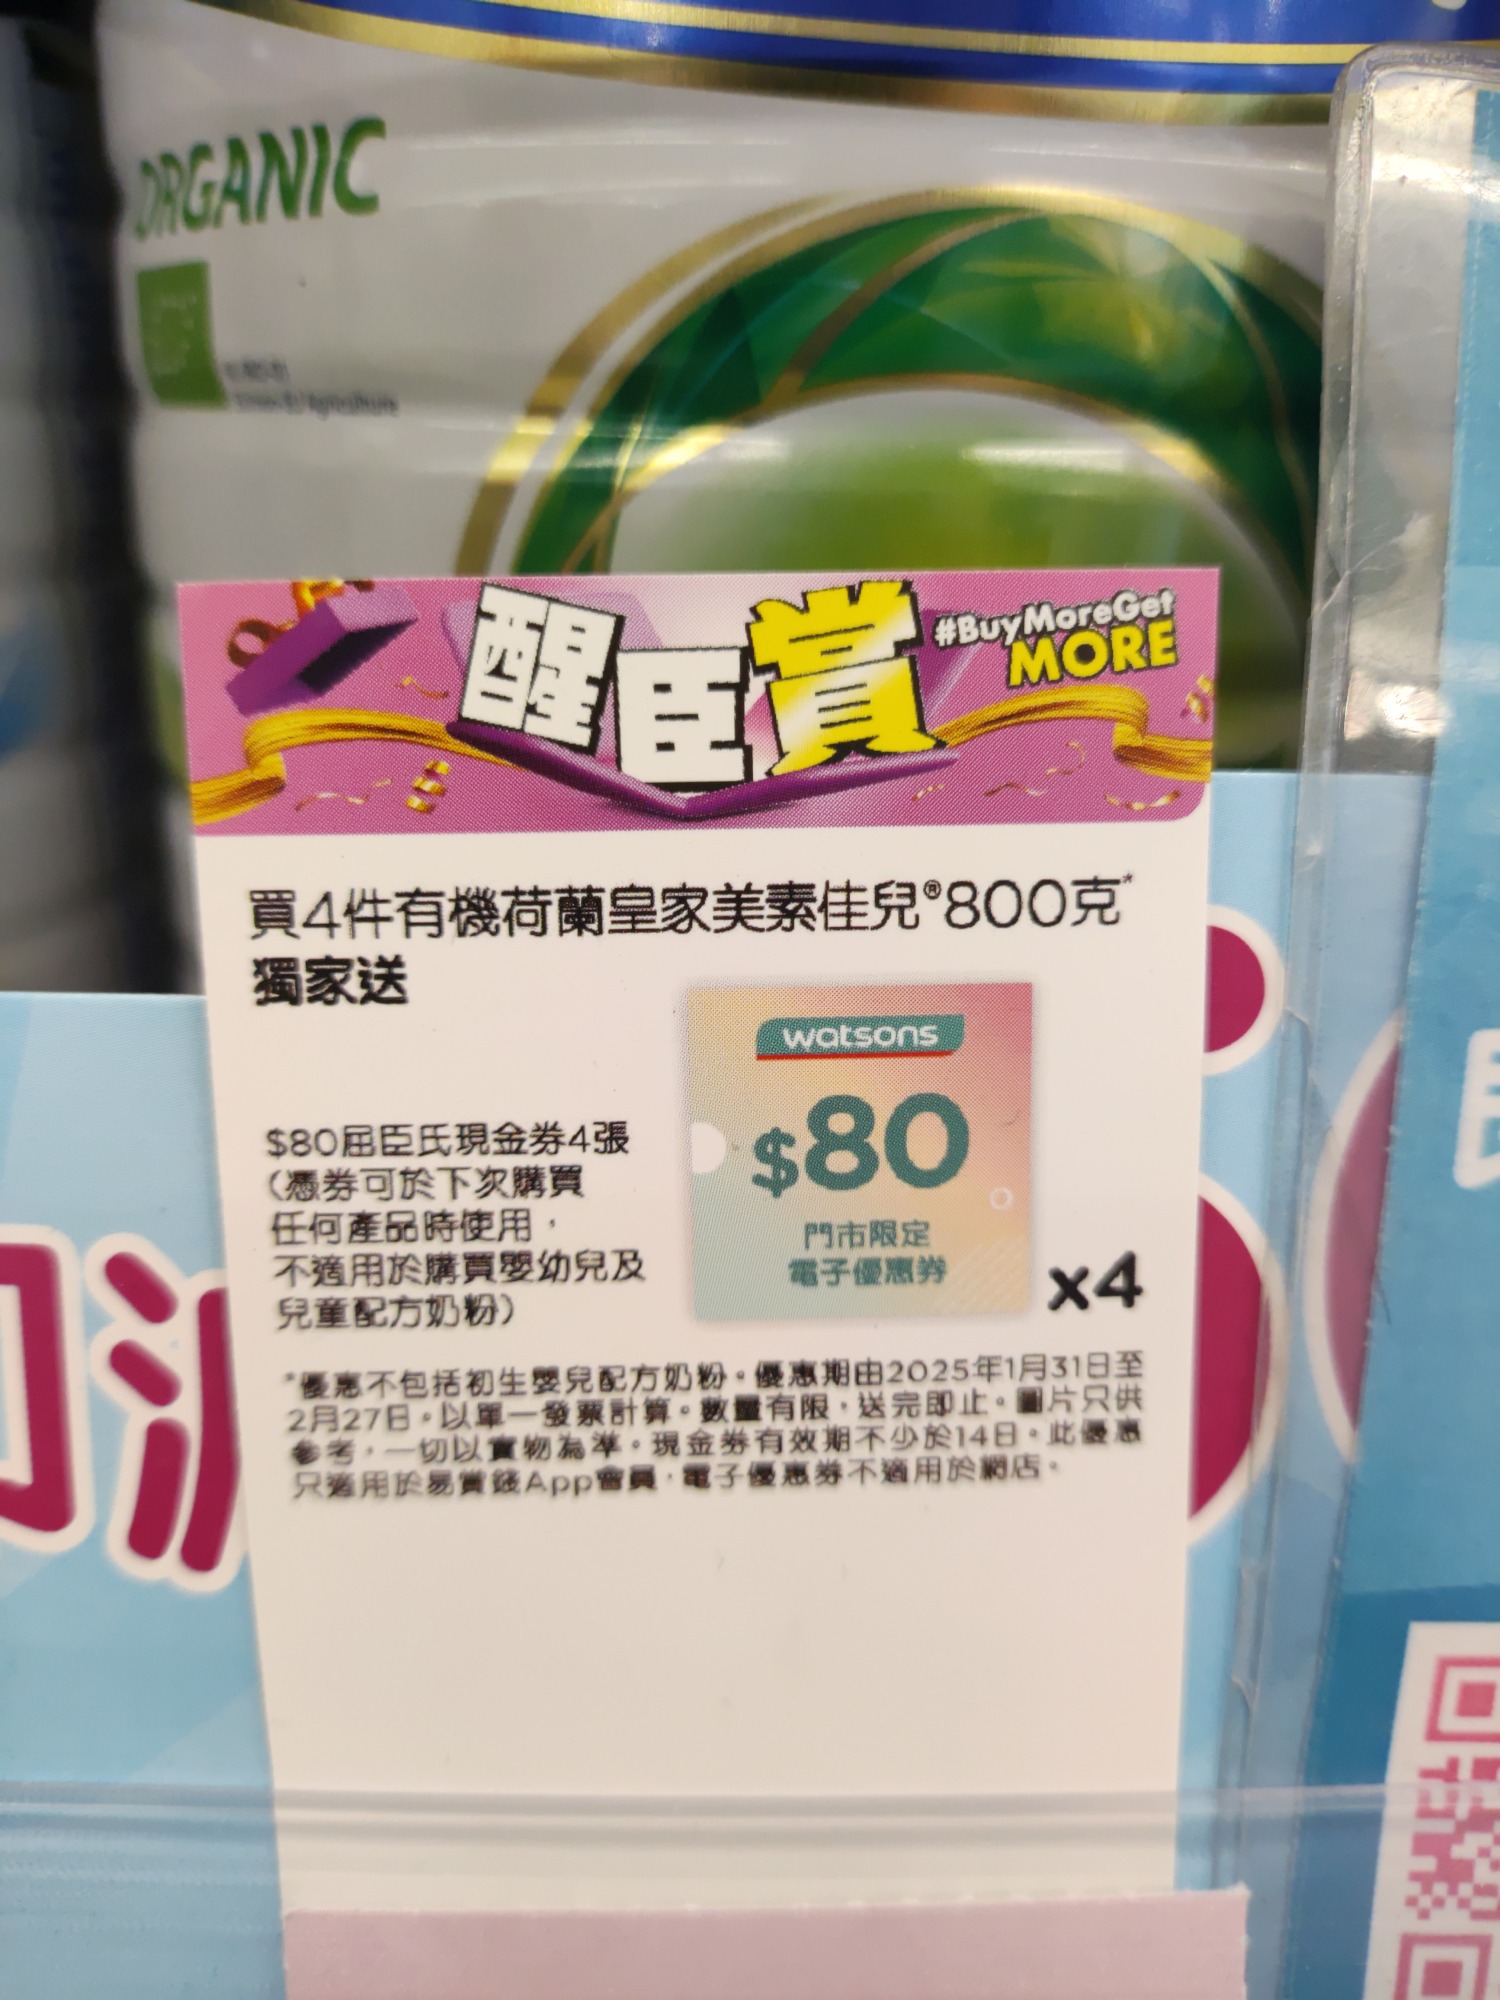 ORGANIC
醒臣賞
#BuyMoreGet
MORE
買4件有機荷蘭皇家美素佳兒®800克*
獨家送
watsons
$80
門市限定
電子優惠券
x4
$80屈臣氏現金券4張
(憑券可於下次購買
任何產品時使用，
不適用於購買嬰幼兒及
兒童配方奶粉)
*優惠不包括初生嬰兒配方奶粉。優惠期由2025年1月31日至
2月27日。以單一發票計算。數量有限，送完即止。圖片只供
參考，一切以實物為準。現金券有效期不少於14日。此優惠
只適用於易賞錢App會員，電子優惠券不適用於網店。